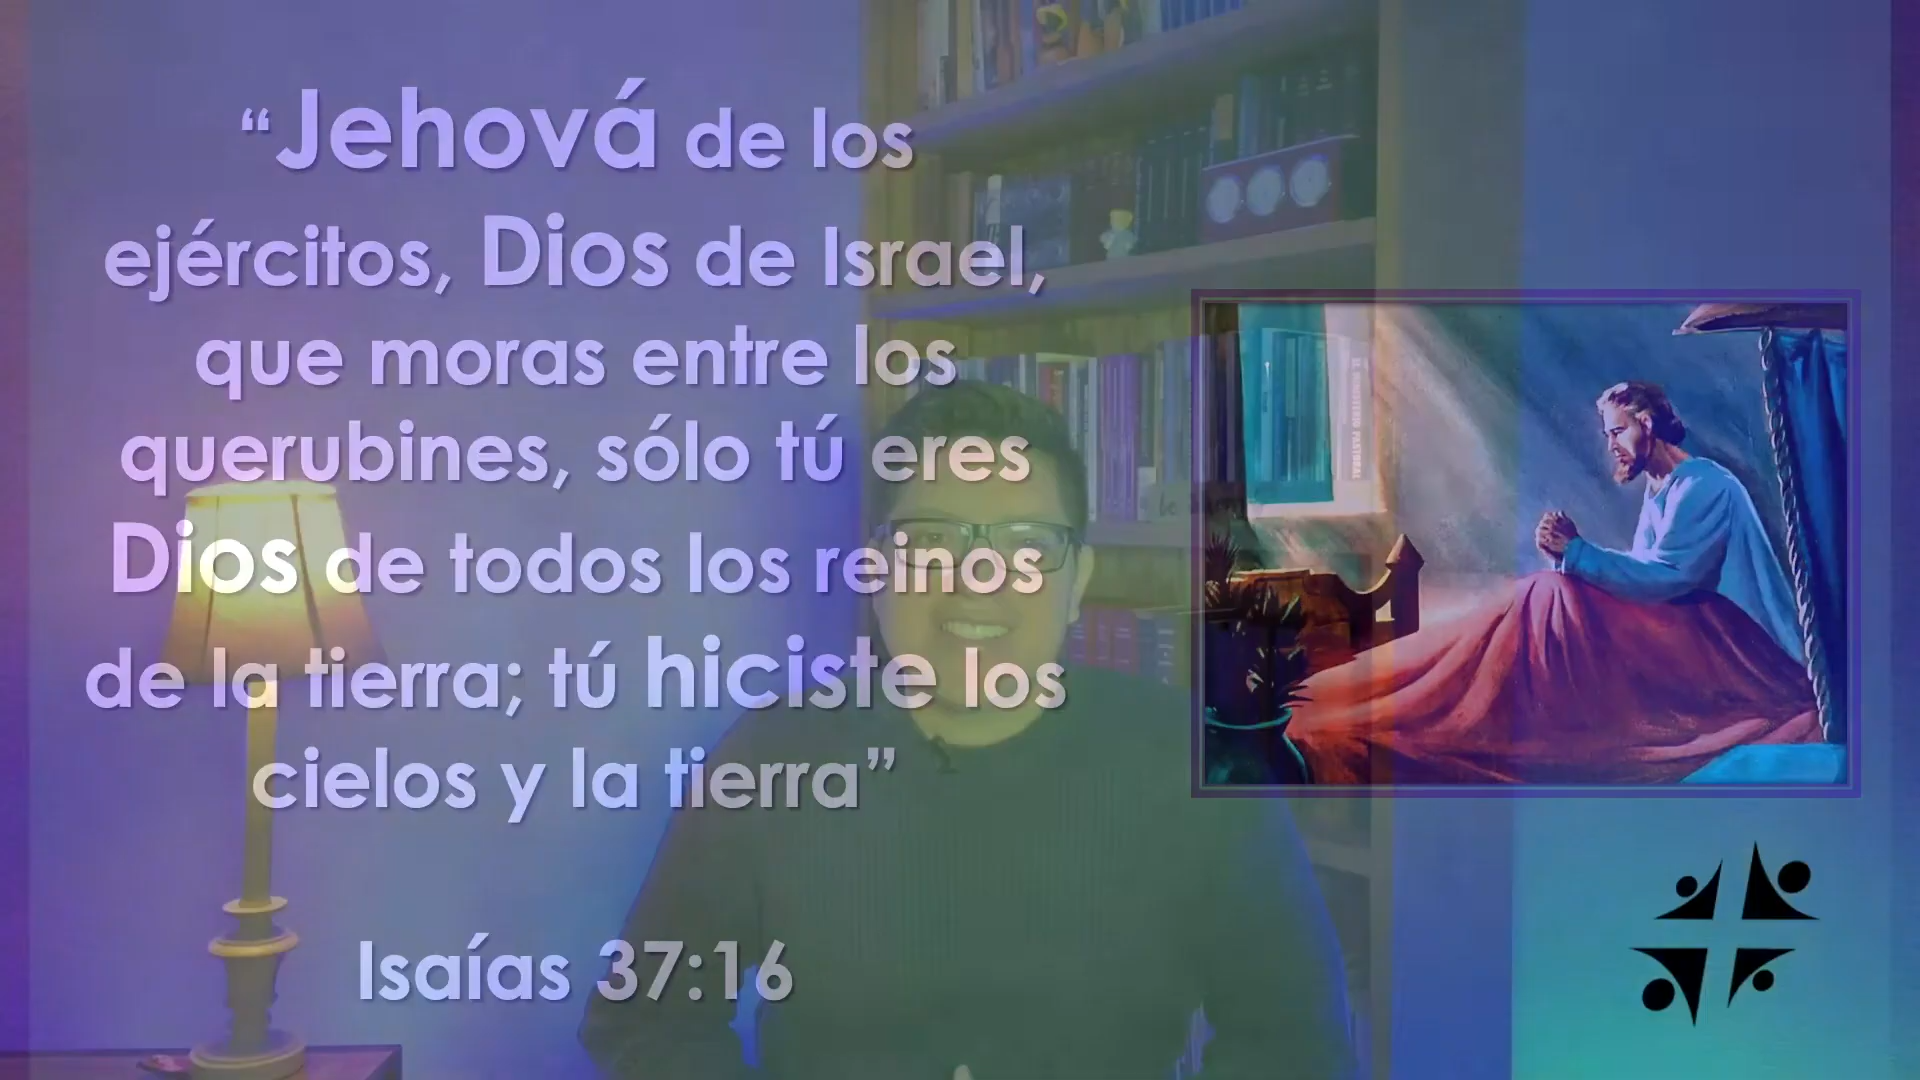 “Jehová de los
ejércitos, Dios de Israel,
que moras entre los
querubines, sólo tú eres
Dios de todos los reinos
de la tierra; tú hiciste los
cielos y la tierra”
Isaías 37:16